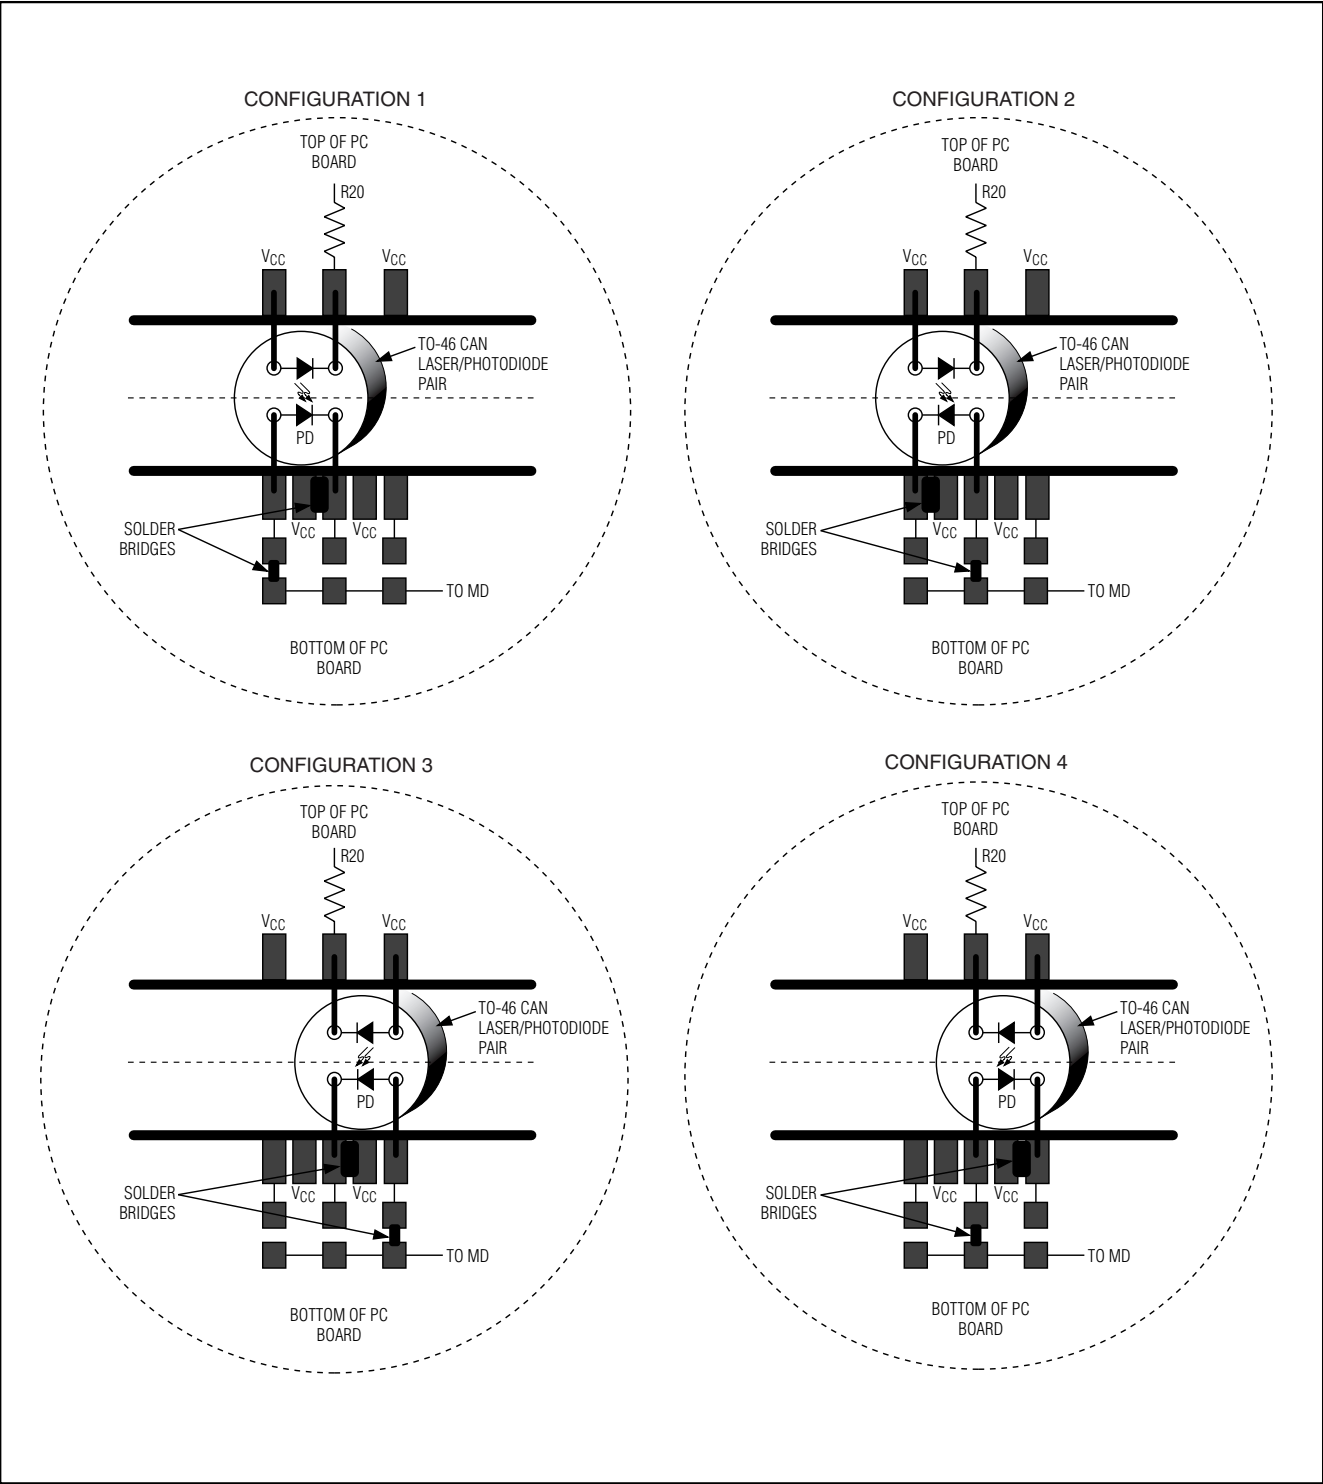 CONFIGURATION 1
TOP OF PC
BOARD
R20
VCC
VCC
TO-46 CAN
LASER/PHOTODIODE
PAIR
PD
SOLDER
BRIDGES
VCC
VCC
TO MD
BOTTOM OF PC
BOARD
CONFIGURATION 2
TOP OF PC
BOARD
R20
VCC
VCC
TO-46 CAN
LASER/PHOTODIODE
PAIR
PD
SOLDER
BRIDGES
VCC
VCC
TO MD
BOTTOM OF PC
BOARD
CONFIGURATION 3
TOP OF PC
BOARD
R20
VCC
VCC
TO-46 CAN
LASER/PHOTODIODE
PAIR
PD
SOLDER
BRIDGES
VCC
VCC
TO MD
BOTTOM OF PC
BOARD
CONFIGURATION 4
TOP OF PC
BOARD
R20
VCC
VCC
TO-46 CAN
LASER/PHOTODIODE
PAIR
PD
SOLDER
BRIDGES
VCC
VCC
TO MD
BOTTOM OF PC
BOARD